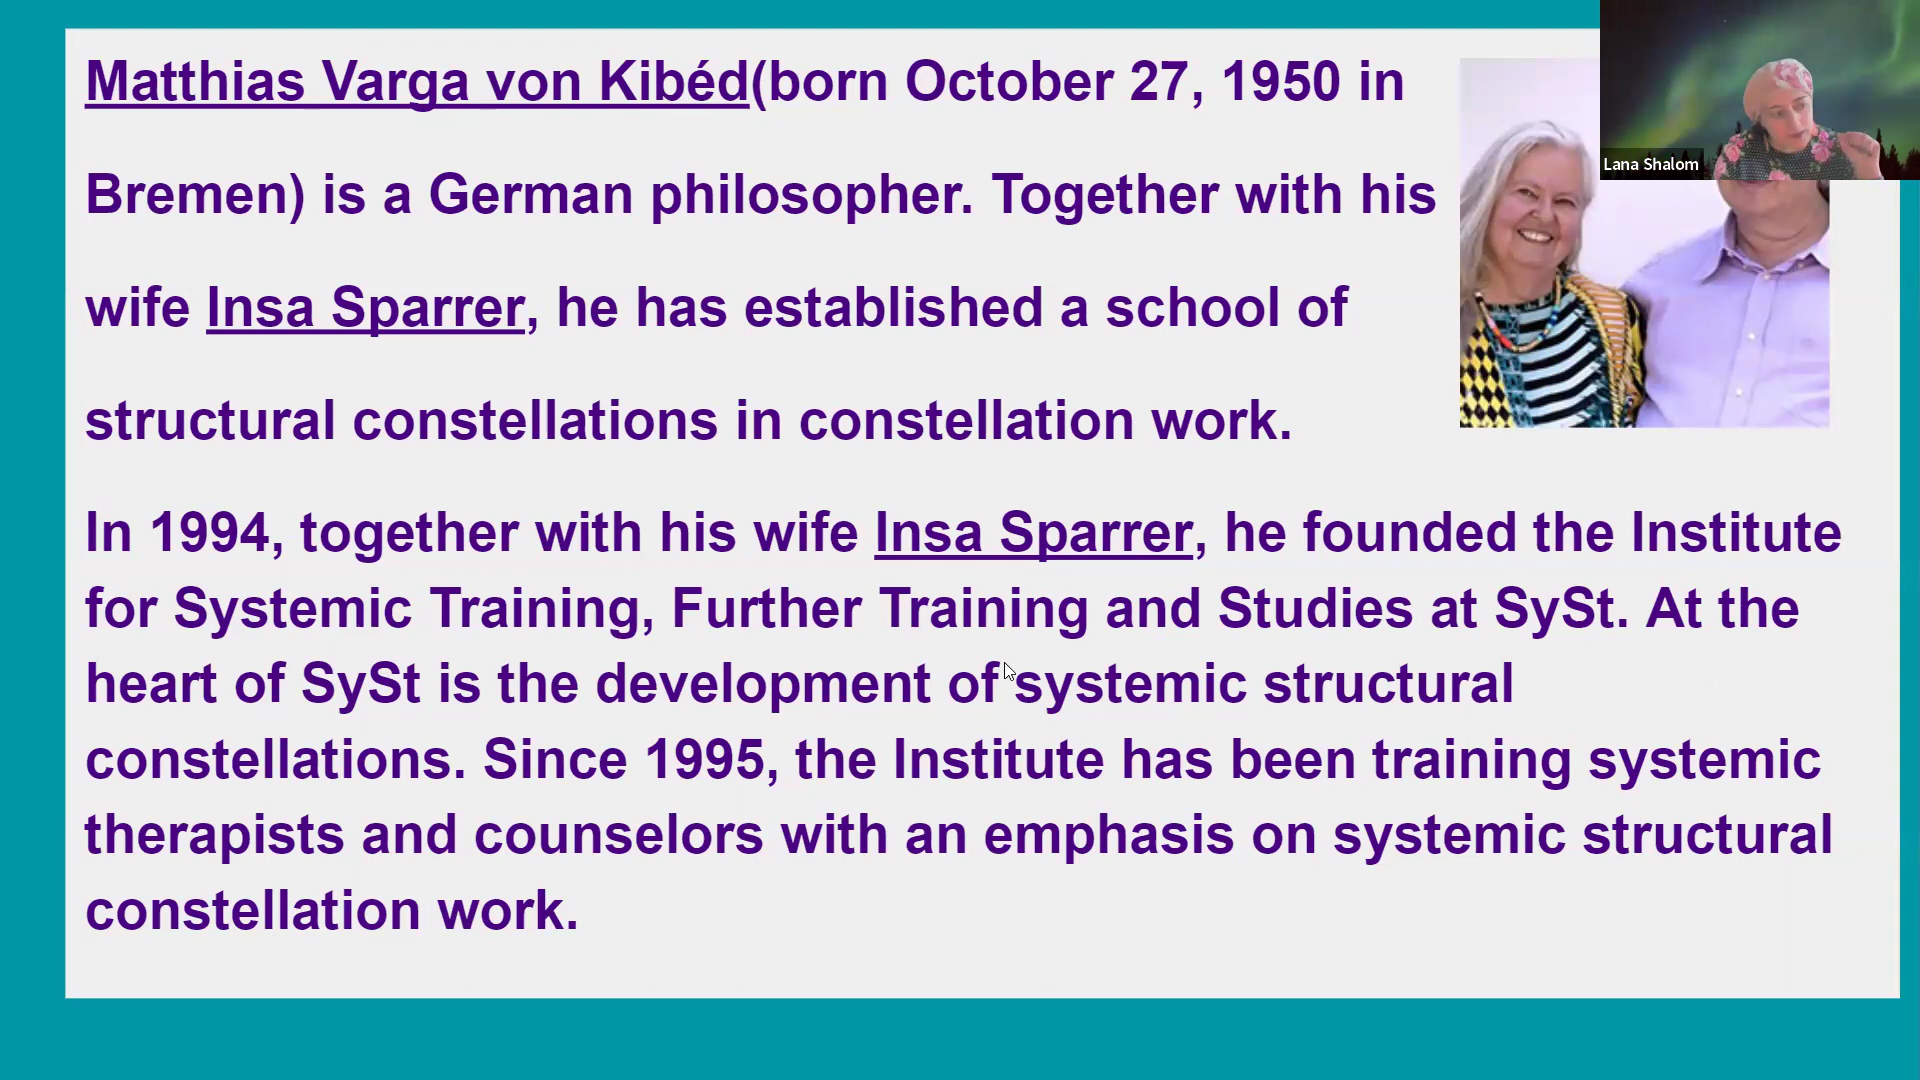 Matthias Varga von Kibéd(born October 27, 1950 in
Bremen) is a German philosopher. Together with his
wife Insa Sparrer, he has established a school of
structural constellations in constellation work.
In 1994, together with his wife Insa Sparrer, he founded the Institute
for Systemic Training, Further Training and Studies at SySt. At the
heart of SySt is the development of systemic structural
constellations. Since 1995, the Institute has been training systemic
therapists and counselors with an emphasis on systemic structural
constellation work.
Lana Shalom